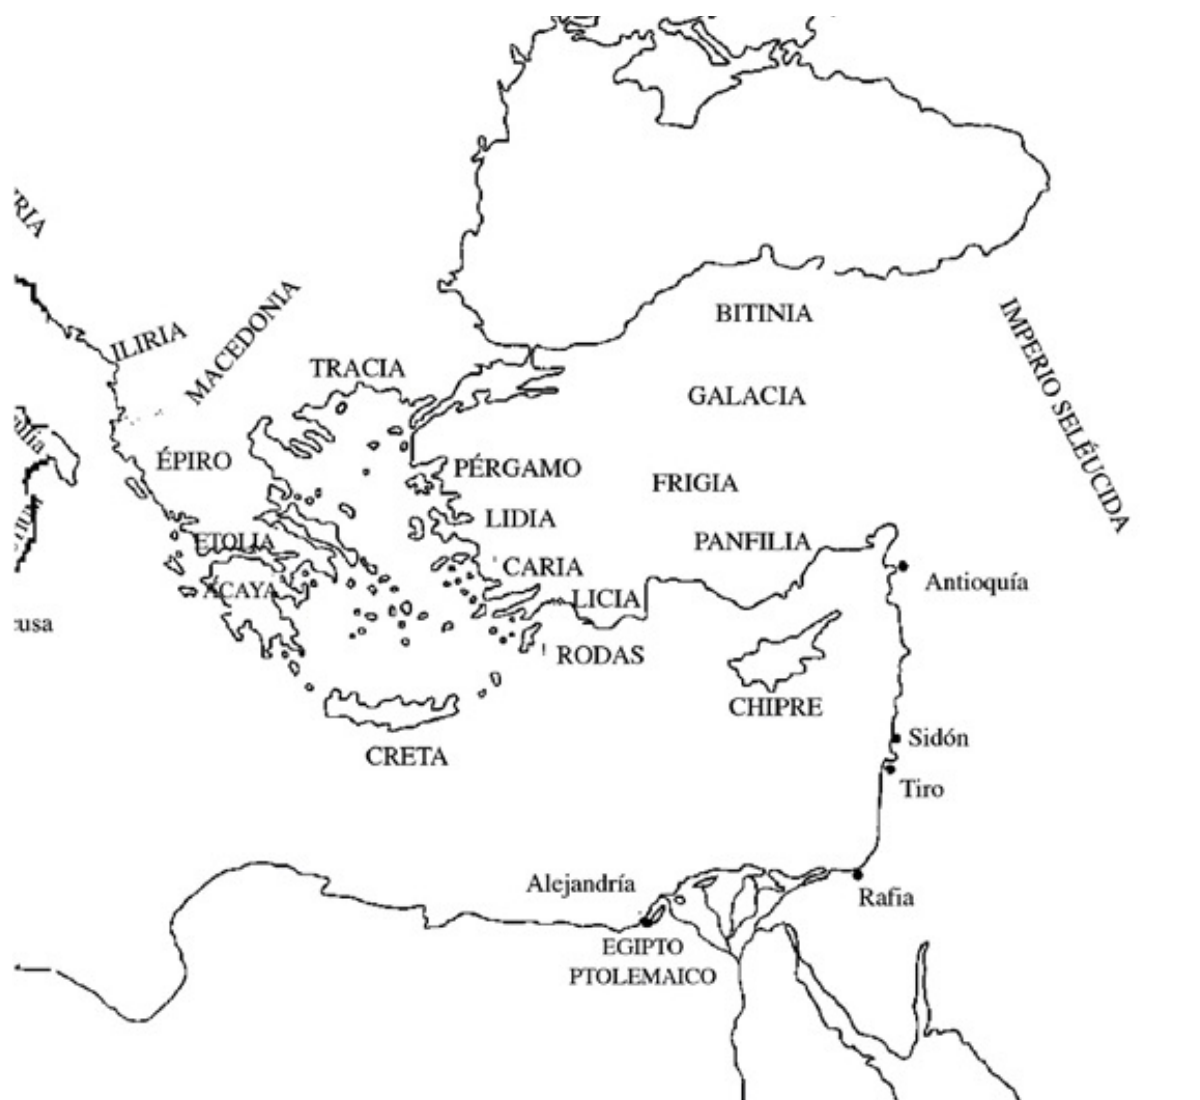 BITINIA
IMPERIO SELÉUCIDA
MACEDONIA
ILIRIA
TRACIA
GALACIA
ÉPIRO
PÉRGAMO
FRIGIA
LIDIA
ETOLIA
PANFILIA
CARIA
Antioquía
ÁCAYA
LICIA
RODAS
CHIPRE
Sidón
CRETA
Tiro
Alejandría
Rafia
EGIPTO
PTOLEMAICO